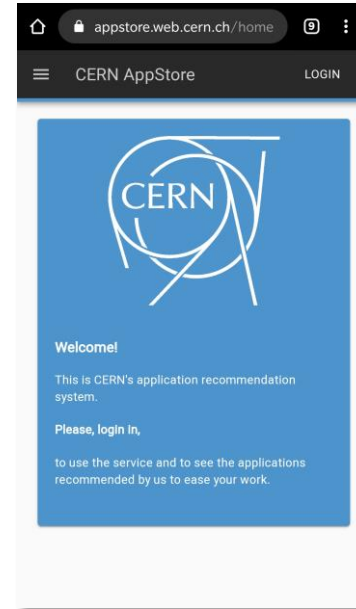 appstore.web.cern.ch/home 9
CERN AppStore LOGIN
CERN
Welcome!
This is CERN's application recommendation
system.
Please, login in,
to use the service and to see the applications
recommended by us to ease your work.